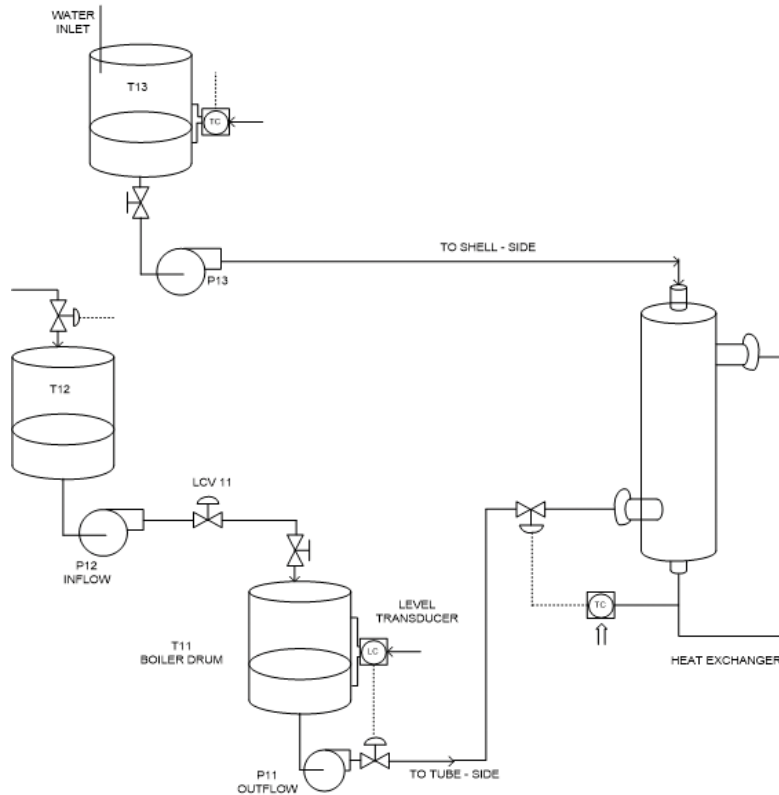 WATER
INLET
T13
TC
TO SHELL - SIDE
P13
T12
LCV 11
P12
INFLOW
LEVEL
TRANSDUCER
T11
BOILER DRUM
LC
TC
HEAT EXCHANGER
P11
OUTFLOW
TO TUBE - SIDE